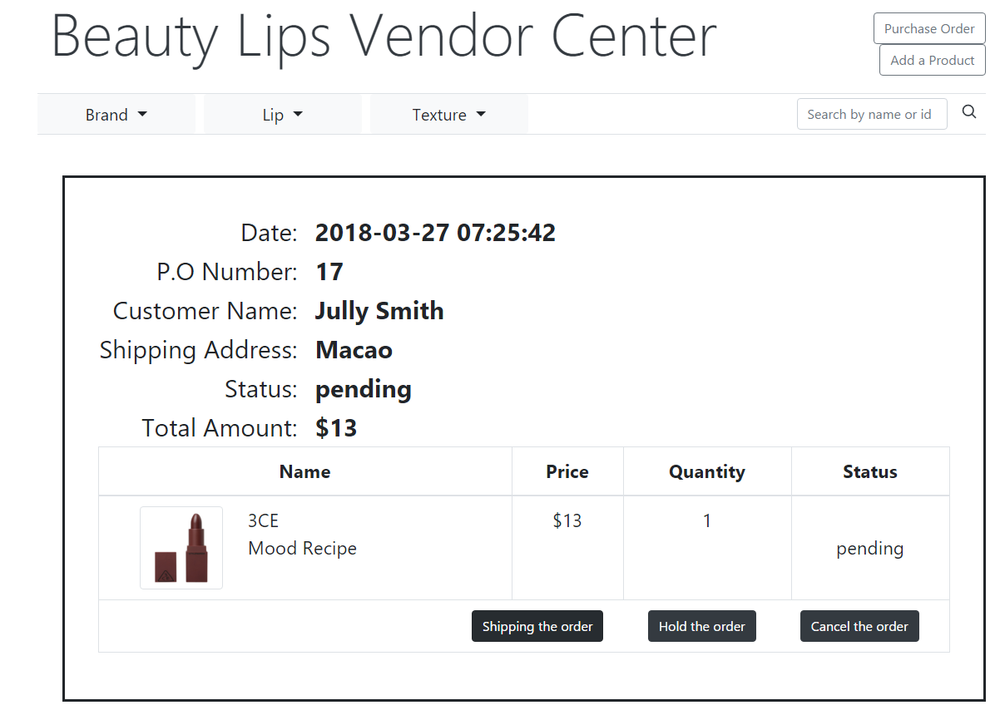 Beauty Lips Vendor Center
Purchase Order
Add a Product
Brand Lip Texture Search by name or id
Date: 2018-03-27 07:25:42
P.O Number: 17
Customer Name: Jully Smith
Shipping Address: Macao
Status: pending
Total Amount: $13
Name Price Quantity Status
3CE $13 1
Mood Recipe pending
Shipping the order Hold the order Cancel the order